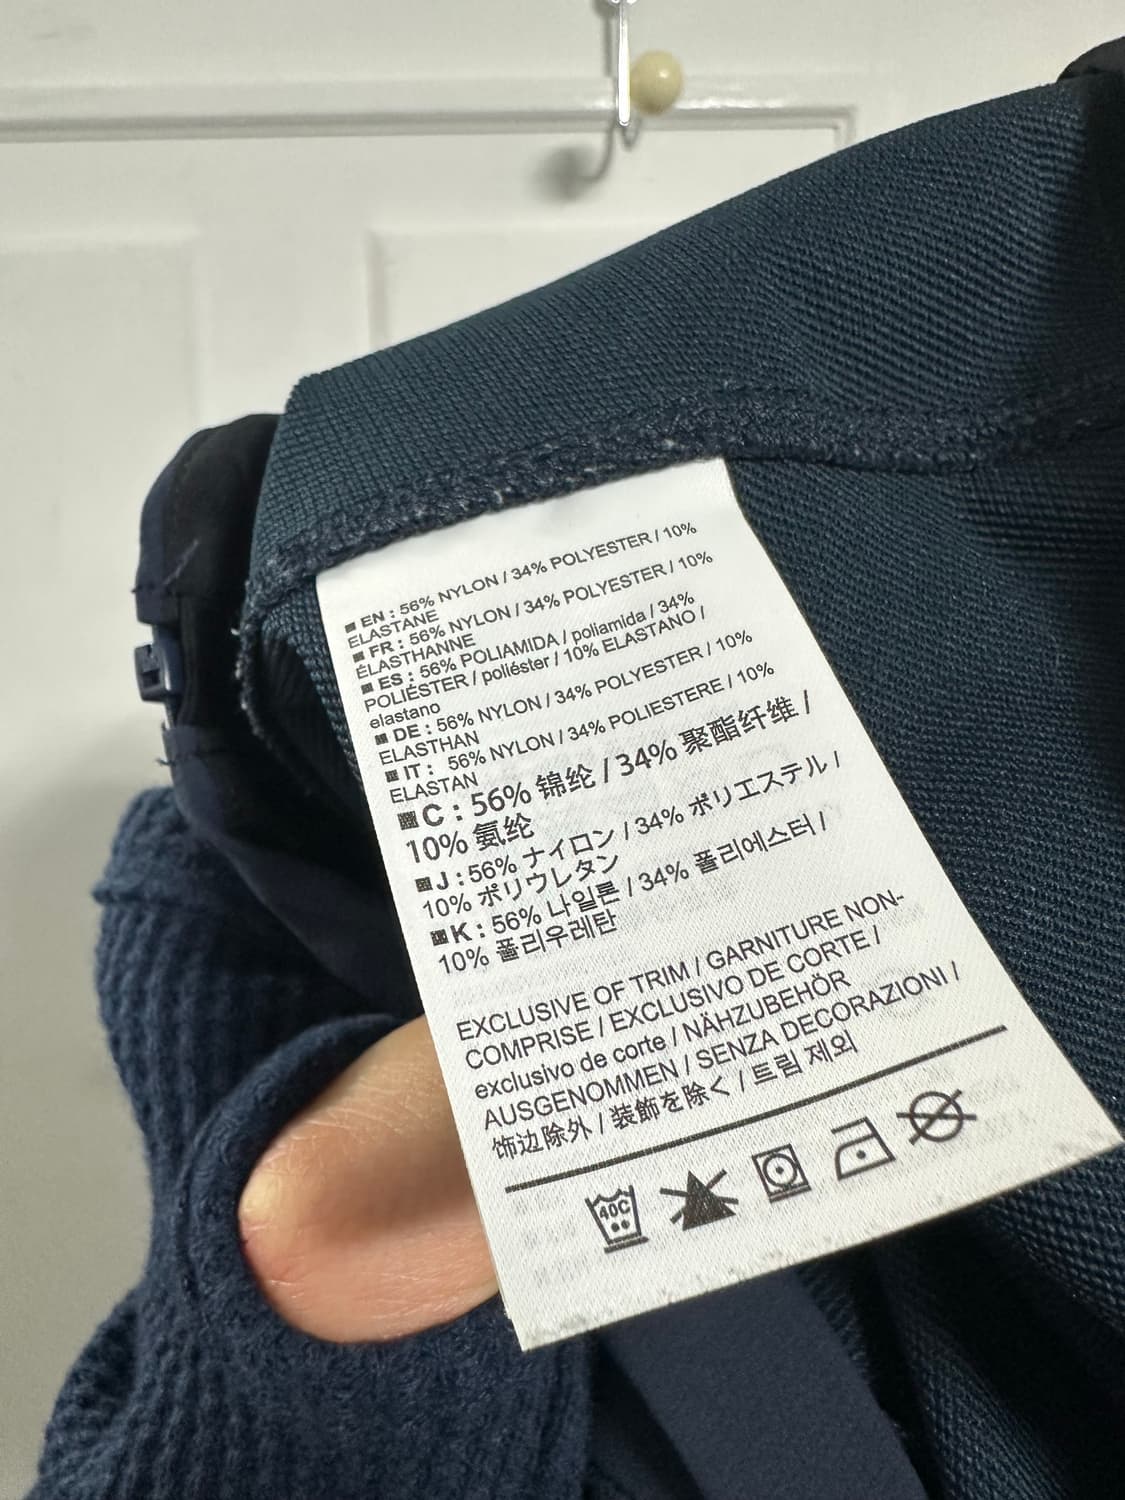 ■ EN : 56% NYLON / 34% POLYESTER / 10%
ELASTANE
■ FR : 56% NYLON / 34% POLYESTER / 10%
ÉLASTHANNE
■ ES : 56% POLIAMIDA / poliamida / 34%
POLIÉSTER / poliéster / 10% ELASTANO /
elastano
■ DE : 56% NYLON / 34% POLYESTER / 10%
ELASTHAN
■ IT : 56% NYLON / 34% POLIESTERE / 10%
ELASTAN
■ C : 56% 锦纶 / 34% 聚酯纤维 /
10% 氨纶
■ J : 56% ナイロン / 34% ポリエステル /
10% ポリウレタン
■ K : 56% 나일론 / 34% 폴리에스터 /
10% 폴리우레탄
EXCLUSIVE OF TRIM / GARNITURE NON-
COMPRISE / EXCLUSIVO DE CORTE /
exclusivo de corte / NÄHZUBEHÖR
AUSGENOMMEN / SENZA DECORAZIONI /
饰边除外 / 装飾を除く / 트림 제외
40C